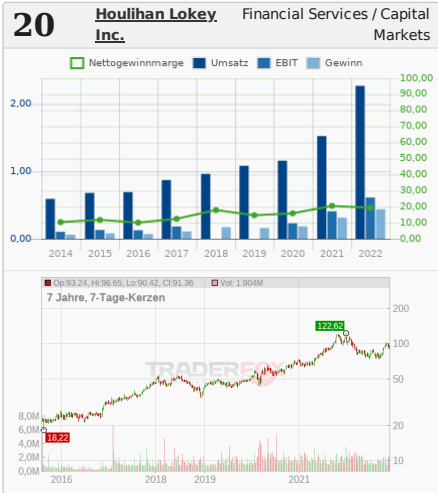 20
Houlihan Lokey Inc.
Financial Services / Capital Markets
Nettogewinnmarge Umsatz EBIT Gewinn
100,00
90,00
2,00 80,00
70,00
60,00
50,00
1,00 40,00
30,00
20,00
10,00
0,00 0,00
2014 2015 2016 2017 2018 2019 2020 2021 2022
Op:93.24, Hi:96.65, Lo:90.42, Cl:91.36 Vol: 1.904M
7 Jahre, 7-Tage-Kerzen
200
122,62
100
TRADERFOX
50
8,0M
20
6,0M
18,22
4,0M
2,0M
10
0,0M
2016 2018 2019 2021